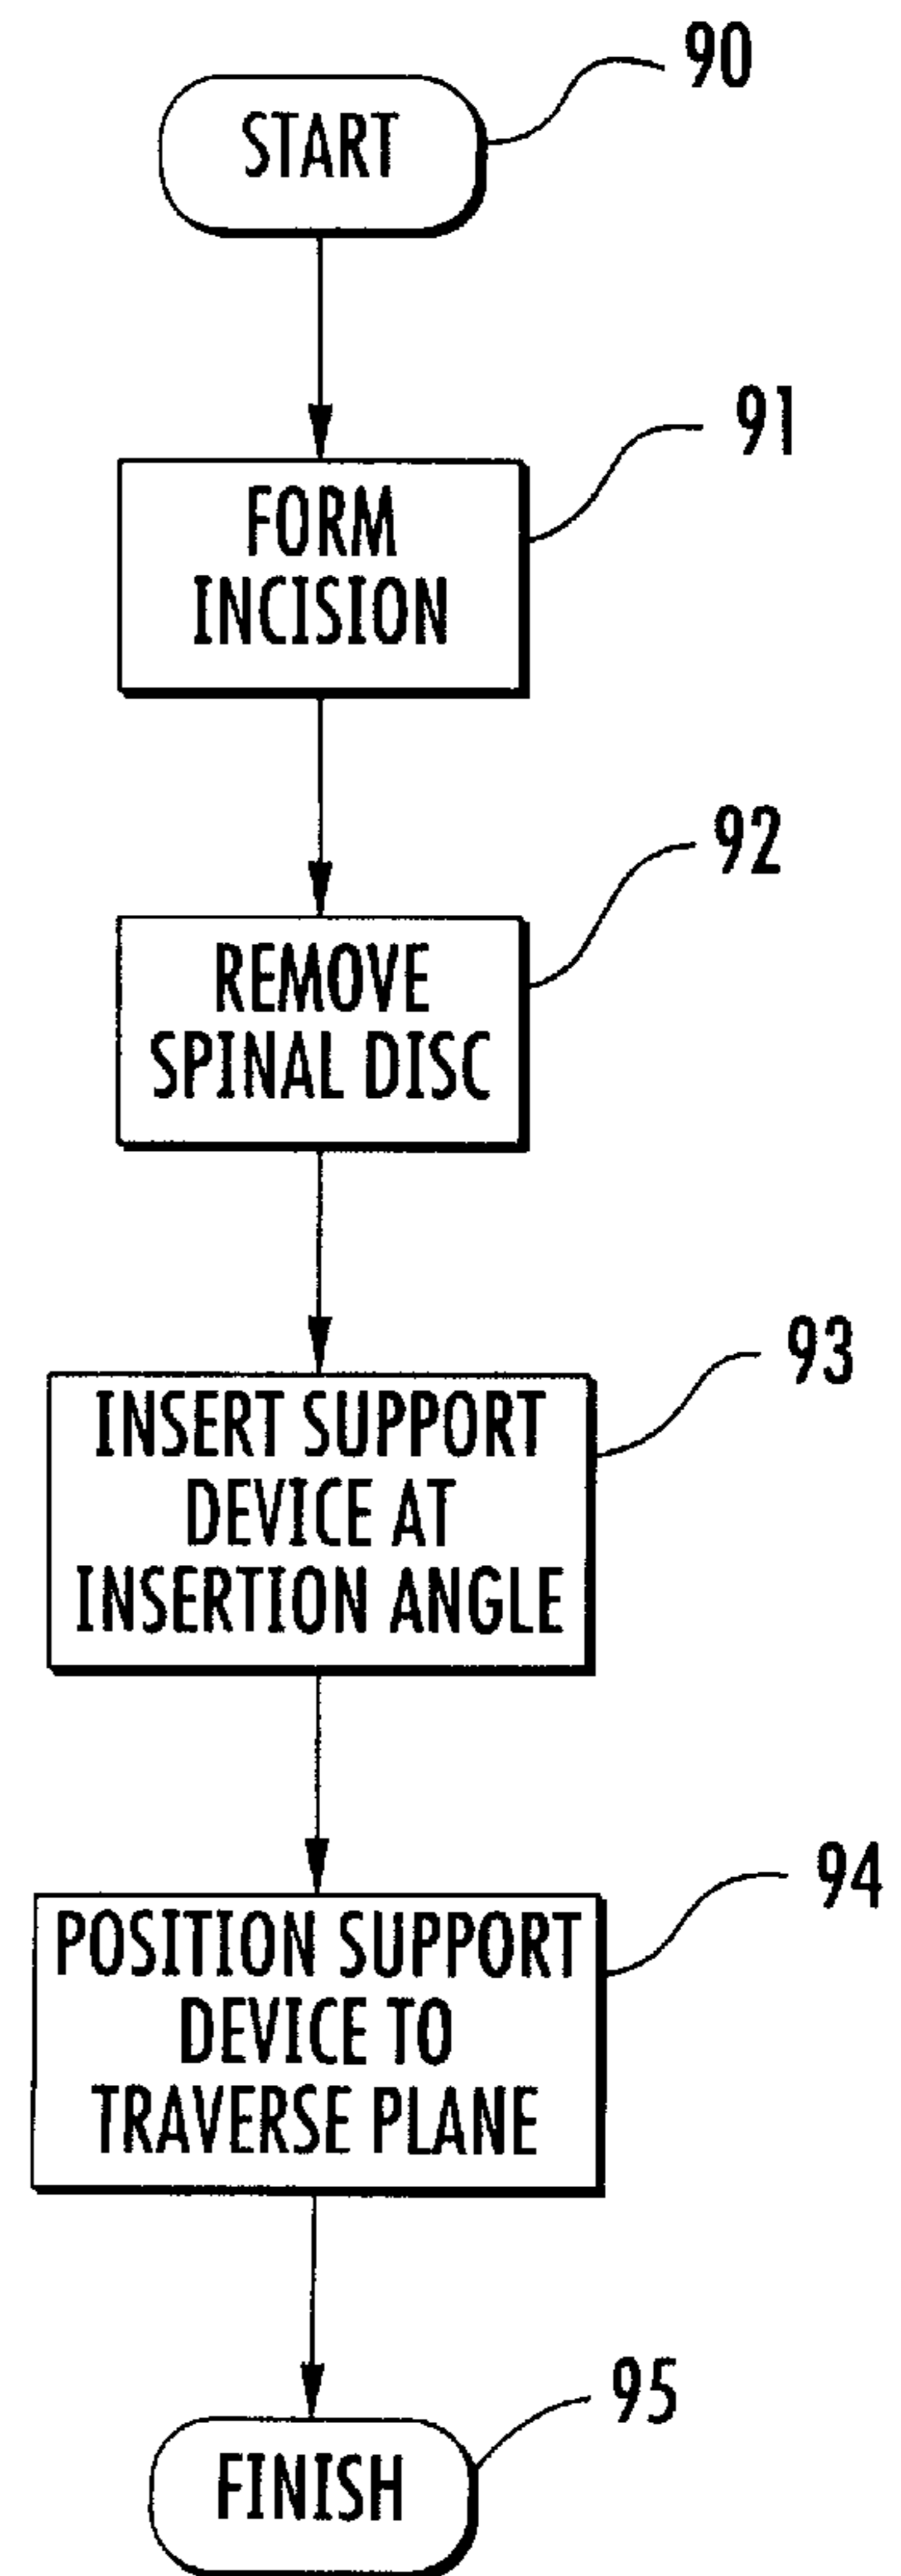 90
START
91
FORM
INCISION
92
REMOVE
SPINAL DISC
93
INSERT SUPPORT
DEVICE AT
INSERTION ANGLE
94
POSITION SUPPORT
DEVICE TO
TRAVERSE PLANE
95
FINISH